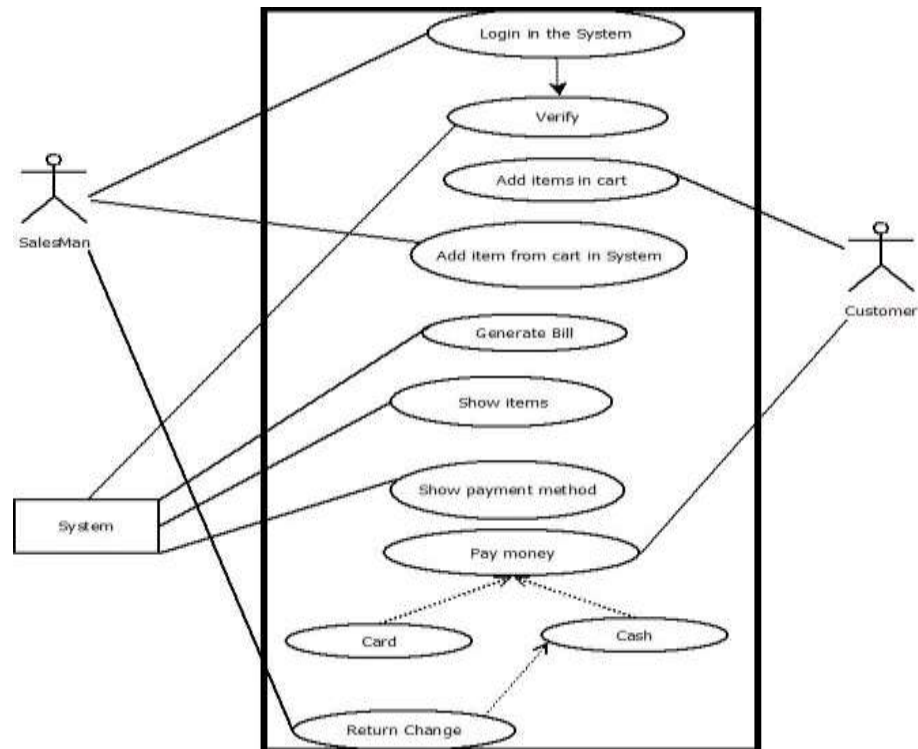 Login in the System
Verify
Add items in cart
SalesMan
Add item from cart in System
Customer
Generate Bill
Show items
Show payment method
System
Pay money
Card
Cash
Return Change